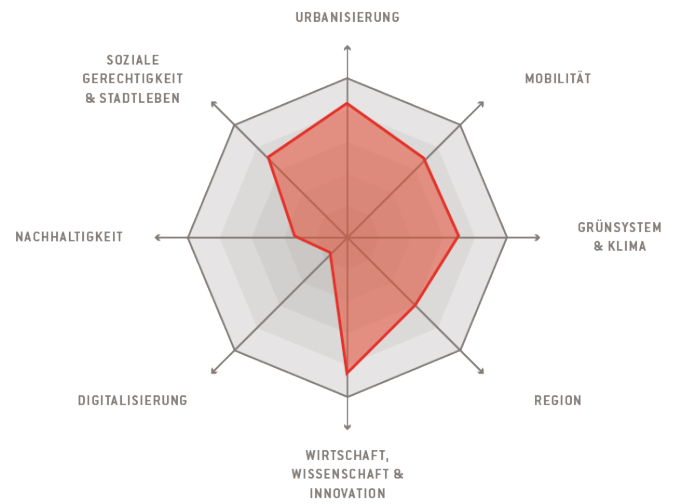 URBANISIERUNG
SOZIALE
GERECHTIGKEIT
& STADTLEBEN
MOBILITÄT
NACHHALTIGKEIT
GRÜNSYSTEM
& KLIMA
DIGITALISIERUNG
REGION
WIRTSCHAFT,
WISSENSCHAFT &
INNOVATION